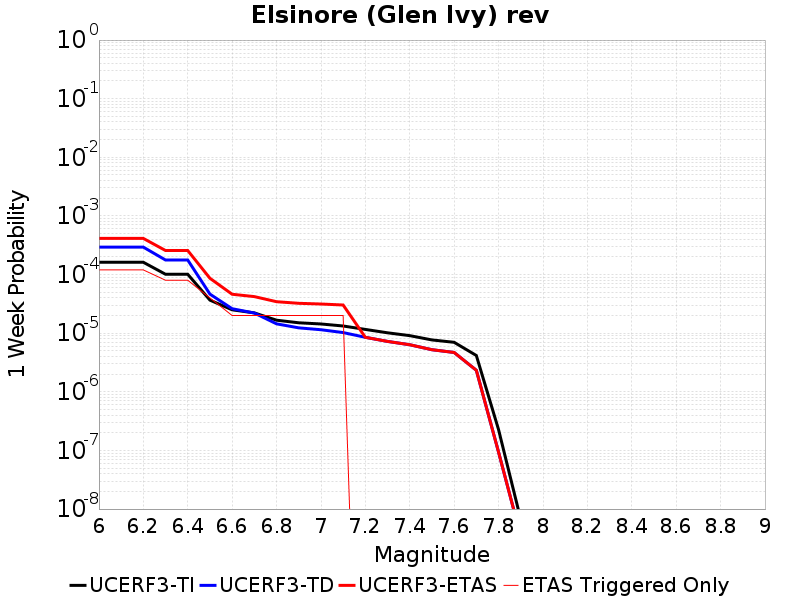 Elsinore (Glen Ivy) rev
1 Week Probability
10^0
10^-1
10^-2
10^-3
10^-4
10^-5
10^-6
10^-7
10^-8
6 6.2 6.4 6.6 6.8 7 7.2 7.4 7.6 7.8 8 8.2 8.4 8.6 8.8 9
Magnitude
UCERF3-TI UCERF3-TD UCERF3-ETAS ETAS Triggered Only